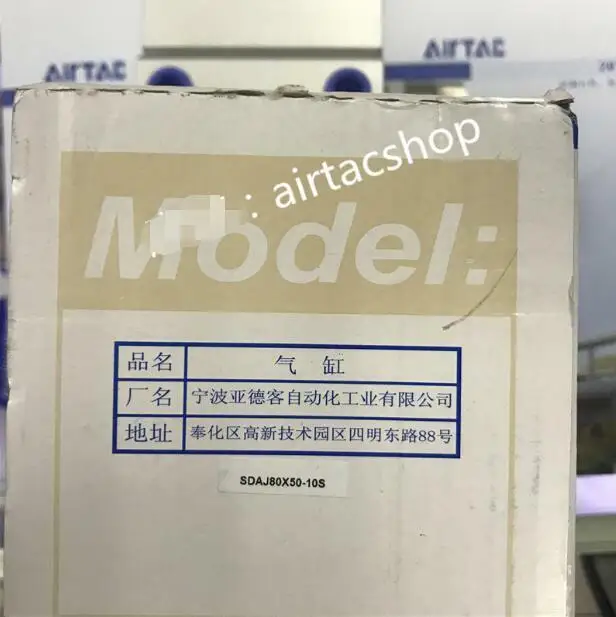 AIRTAC
AIRTAC
: airtacshop
Model:
品名 气 缸
厂名 宁波亚德客自动化工业有限公司
地址 奉化区高新技术园区四明东路88号
SDAJ80X50-10S